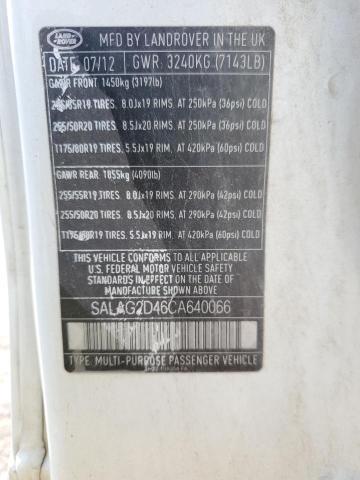 LAND ROVER
MFD BY LANDROVER IN THE UK
DATE 07/12 GWR: 3240KG (7143LB)
GAWR FRONT 1450kg (3197lb)
TIRES. 8.0Jx19 RIMS, AT 250kPa (36psi) COLD
255/50R20 TIRES. 8.5Jx20 RIMS. AT 250kPa (36psi) COLD
T175/80R19 TIRES. 5.5Jx19 RIM, AT 420kPa (60psi) COLD
GAWR REAR 1855kg (4090lb)
255/55R19 TIRES. 8.0Jx19 RIMS, AT 290kPa (42psi) COLD
255/50R20 TIRES. 8.5Jx20 RIMS, AT 290kPa (42psi) COLD
TIRES. 5.5Jx19 RIM, AT 420kPa (60psi) COLD
THIS VEHICLE CONFORMS TO ALL APPLICABLE
U.S. FEDERAL MOTOR VEHICLE SAFETY
STANDARDS IN EFFECT ON THE DATE OF
MANUFACTURE SHOWN ABOVE
SALAG2D46CA640066
TYPE: MULTI-PURPOSE PASSENGER VEHICLE